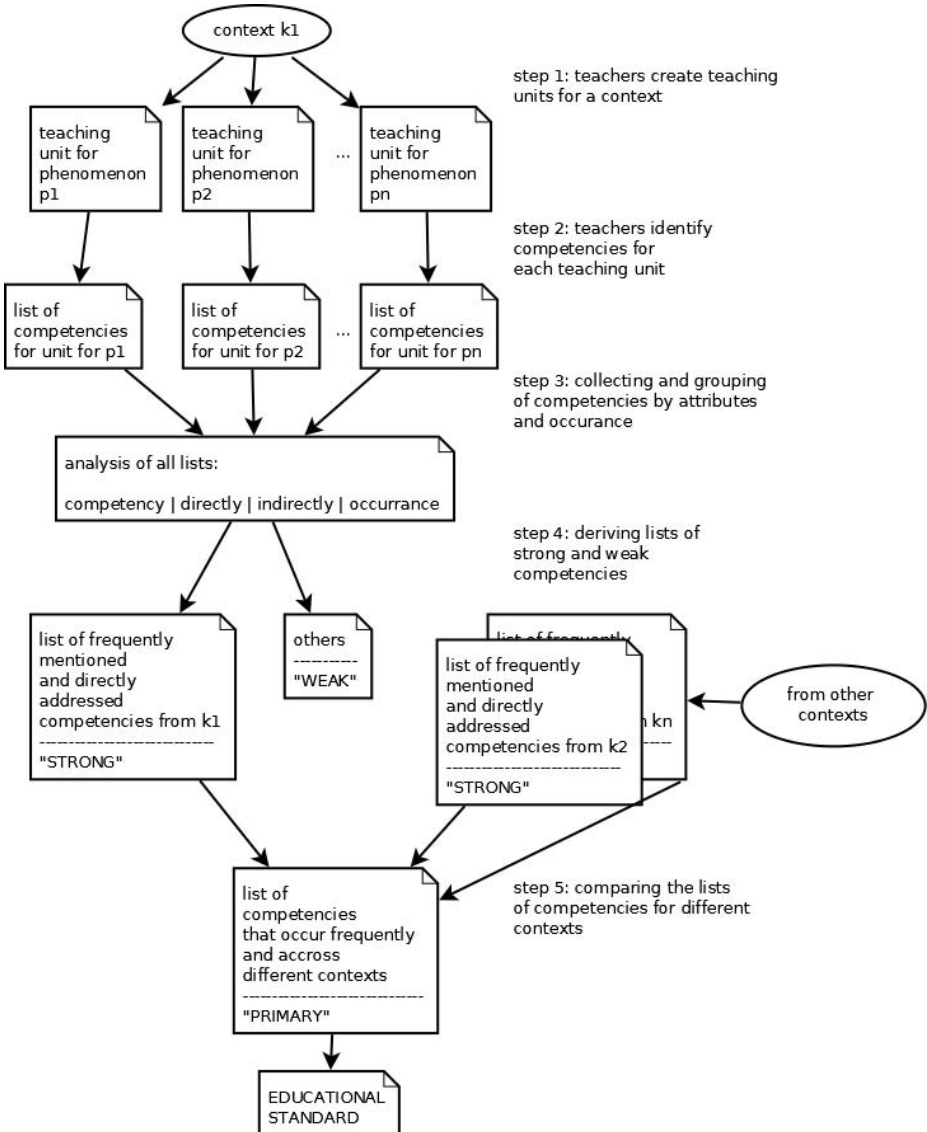 context k1
step 1: teachers create teaching
units for a context
teaching
unit for
phenomenon
p1
teaching
unit for
phenomenon
p2
...
teaching
unit for
phenomenon
pn
step 2: teachers identify
competencies for
each teaching unit
list of
competencies
for unit for p1
list of
competencies
for unit for p2
...
list of
competencies
for unit for pn
step 3: collecting and grouping
of competencies by attributes
and occurance
analysis of all lists:
competency | directly | indirectly | occurrance
step 4: deriving lists of
strong and weak
competencies
list of frequently
mentioned
and directly
addressed
competencies from k1
------------------------------
"STRONG"
others
-----------
"WEAK"
list of frequently
kn
list of frequently
mentioned
and directly
addressed
competencies from k2
------------------------------
"STRONG"
from other
contexts
step 5: comparing the lists
of competencies for different
contexts
list of
competencies
that occur frequently
and accross
different contexts
-------------------------------
"PRIMARY"
EDUCATIONAL
STANDARD